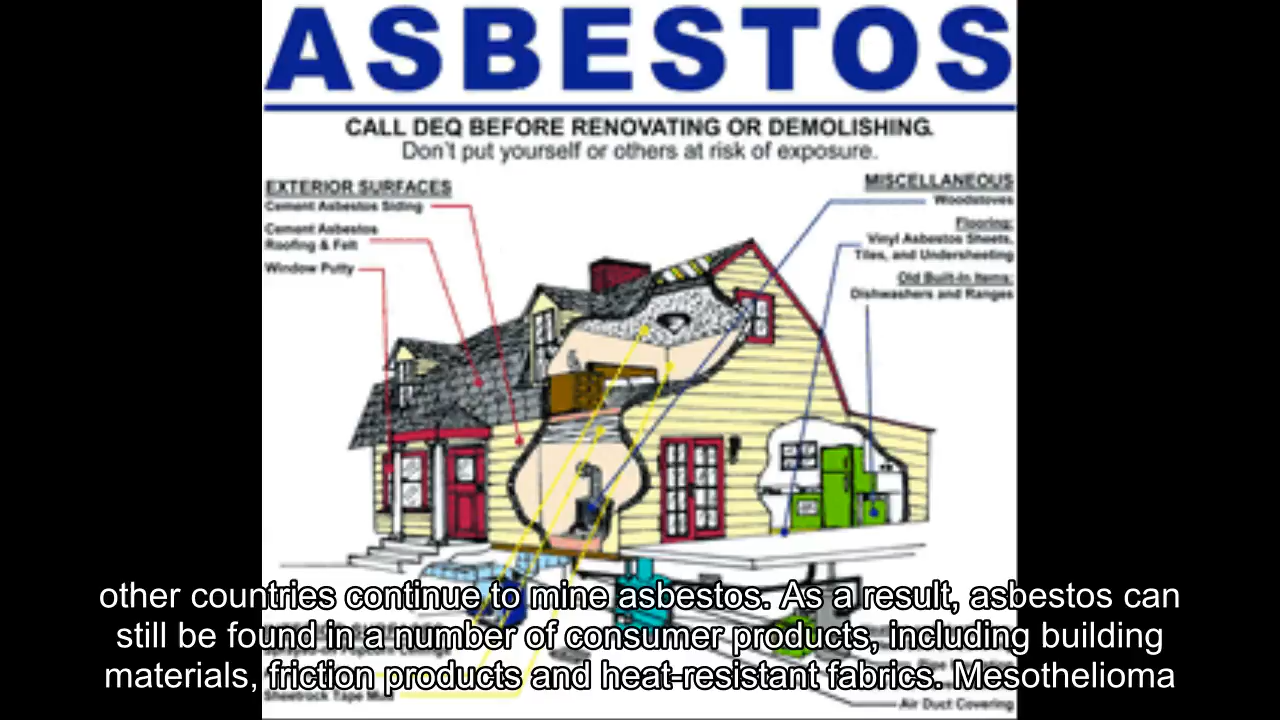 ASBESTOS
CALL DEQ BEFORE RENOVATING OR DEMOLISHING.
Don't put yourself or others at risk of exposure.
EXTERIOR SURFACES
Cement Asbestos Siding
Cement Asbestos
Roofing & Felt
Window Putty
MISCELLANEOUS
Woodstoves
Flooring:
Vinyl Asbestos Sheets,
Tiles, and Undersheeting
Old Built-In Items:
Dishwashers and Ranges
other countries continue to mine asbestos. As a result, asbestos can
still be found in a number of consumer products, including building
materials, friction products and heat-resistant fabrics. Mesothelioma
Sheetrock Tape
Air Duct Covering